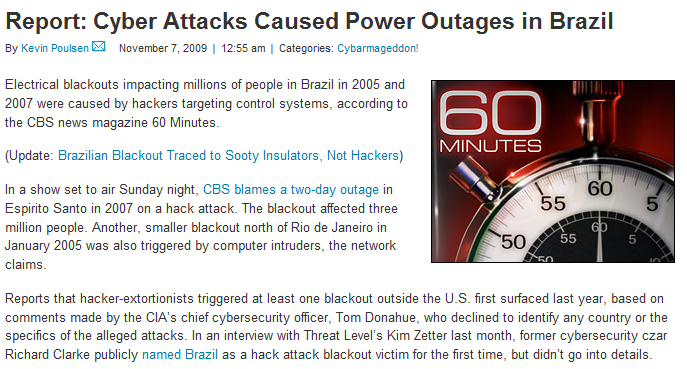 Report: Cyber Attacks Caused Power Outages in Brazil
By Kevin Poulsen November 7, 2009 | 12:55 am | Categories: Cybarmageddon!
Electrical blackouts impacting millions of people in Brazil in 2005 and
2007 were caused by hackers targeting control systems, according to
the CBS news magazine 60 Minutes.
(Update: Brazilian Blackout Traced to Sooty Insulators, Not Hackers)
In a show set to air Sunday night, CBS blames a two-day outage in
Espirito Santo in 2007 on a hack attack. The blackout affected three
million people. Another, smaller blackout north of Rio de Janeiro in
January 2005 was also triggered by computer intruders, the network
claims.
60
MINUTES
55 60 5
50 55 60 5
Reports that hacker-extortionists triggered at least one blackout outside the U.S. first surfaced last year, based on
comments made by the CIA's chief cybersecurity officer, Tom Donahue, who declined to identify any country or the
specifics of the alleged attacks. In an interview with Threat Level's Kim Zetter last month, former cybersecurity czar
Richard Clarke publicly named Brazil as a hack attack blackout victim for the first time, but didn't go into details.